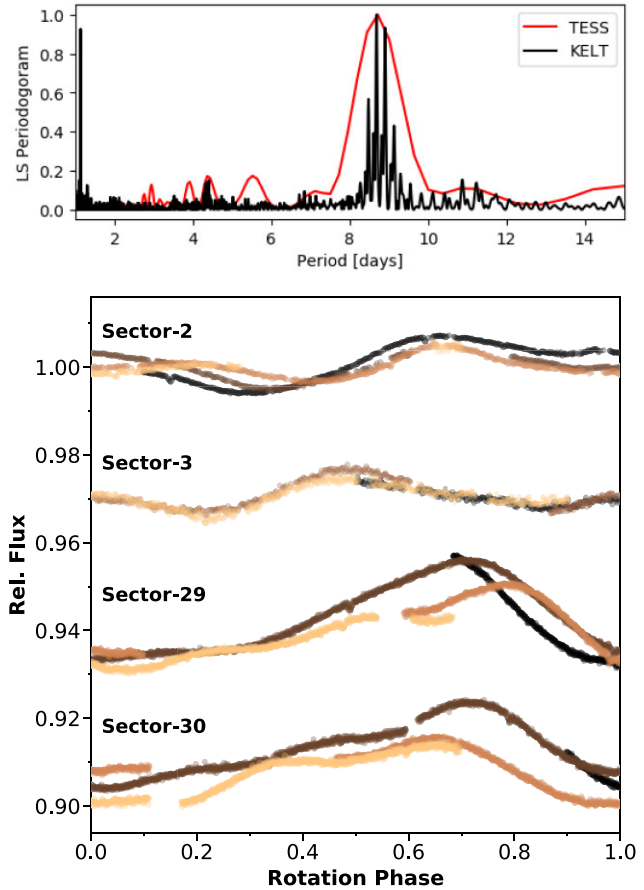 LS Periodogoram
1.0
0.8
0.6
0.4
0.2
0.0
TESS
KELT
2 4 6 8 10 12 14
Period [days]
Rel. Flux
1.00
0.98
0.96
0.94
0.92
0.90
Sector-2
Sector-3
Sector-29
Sector-30
0.0 0.2 0.4 0.6 0.8 1.0
Rotation Phase